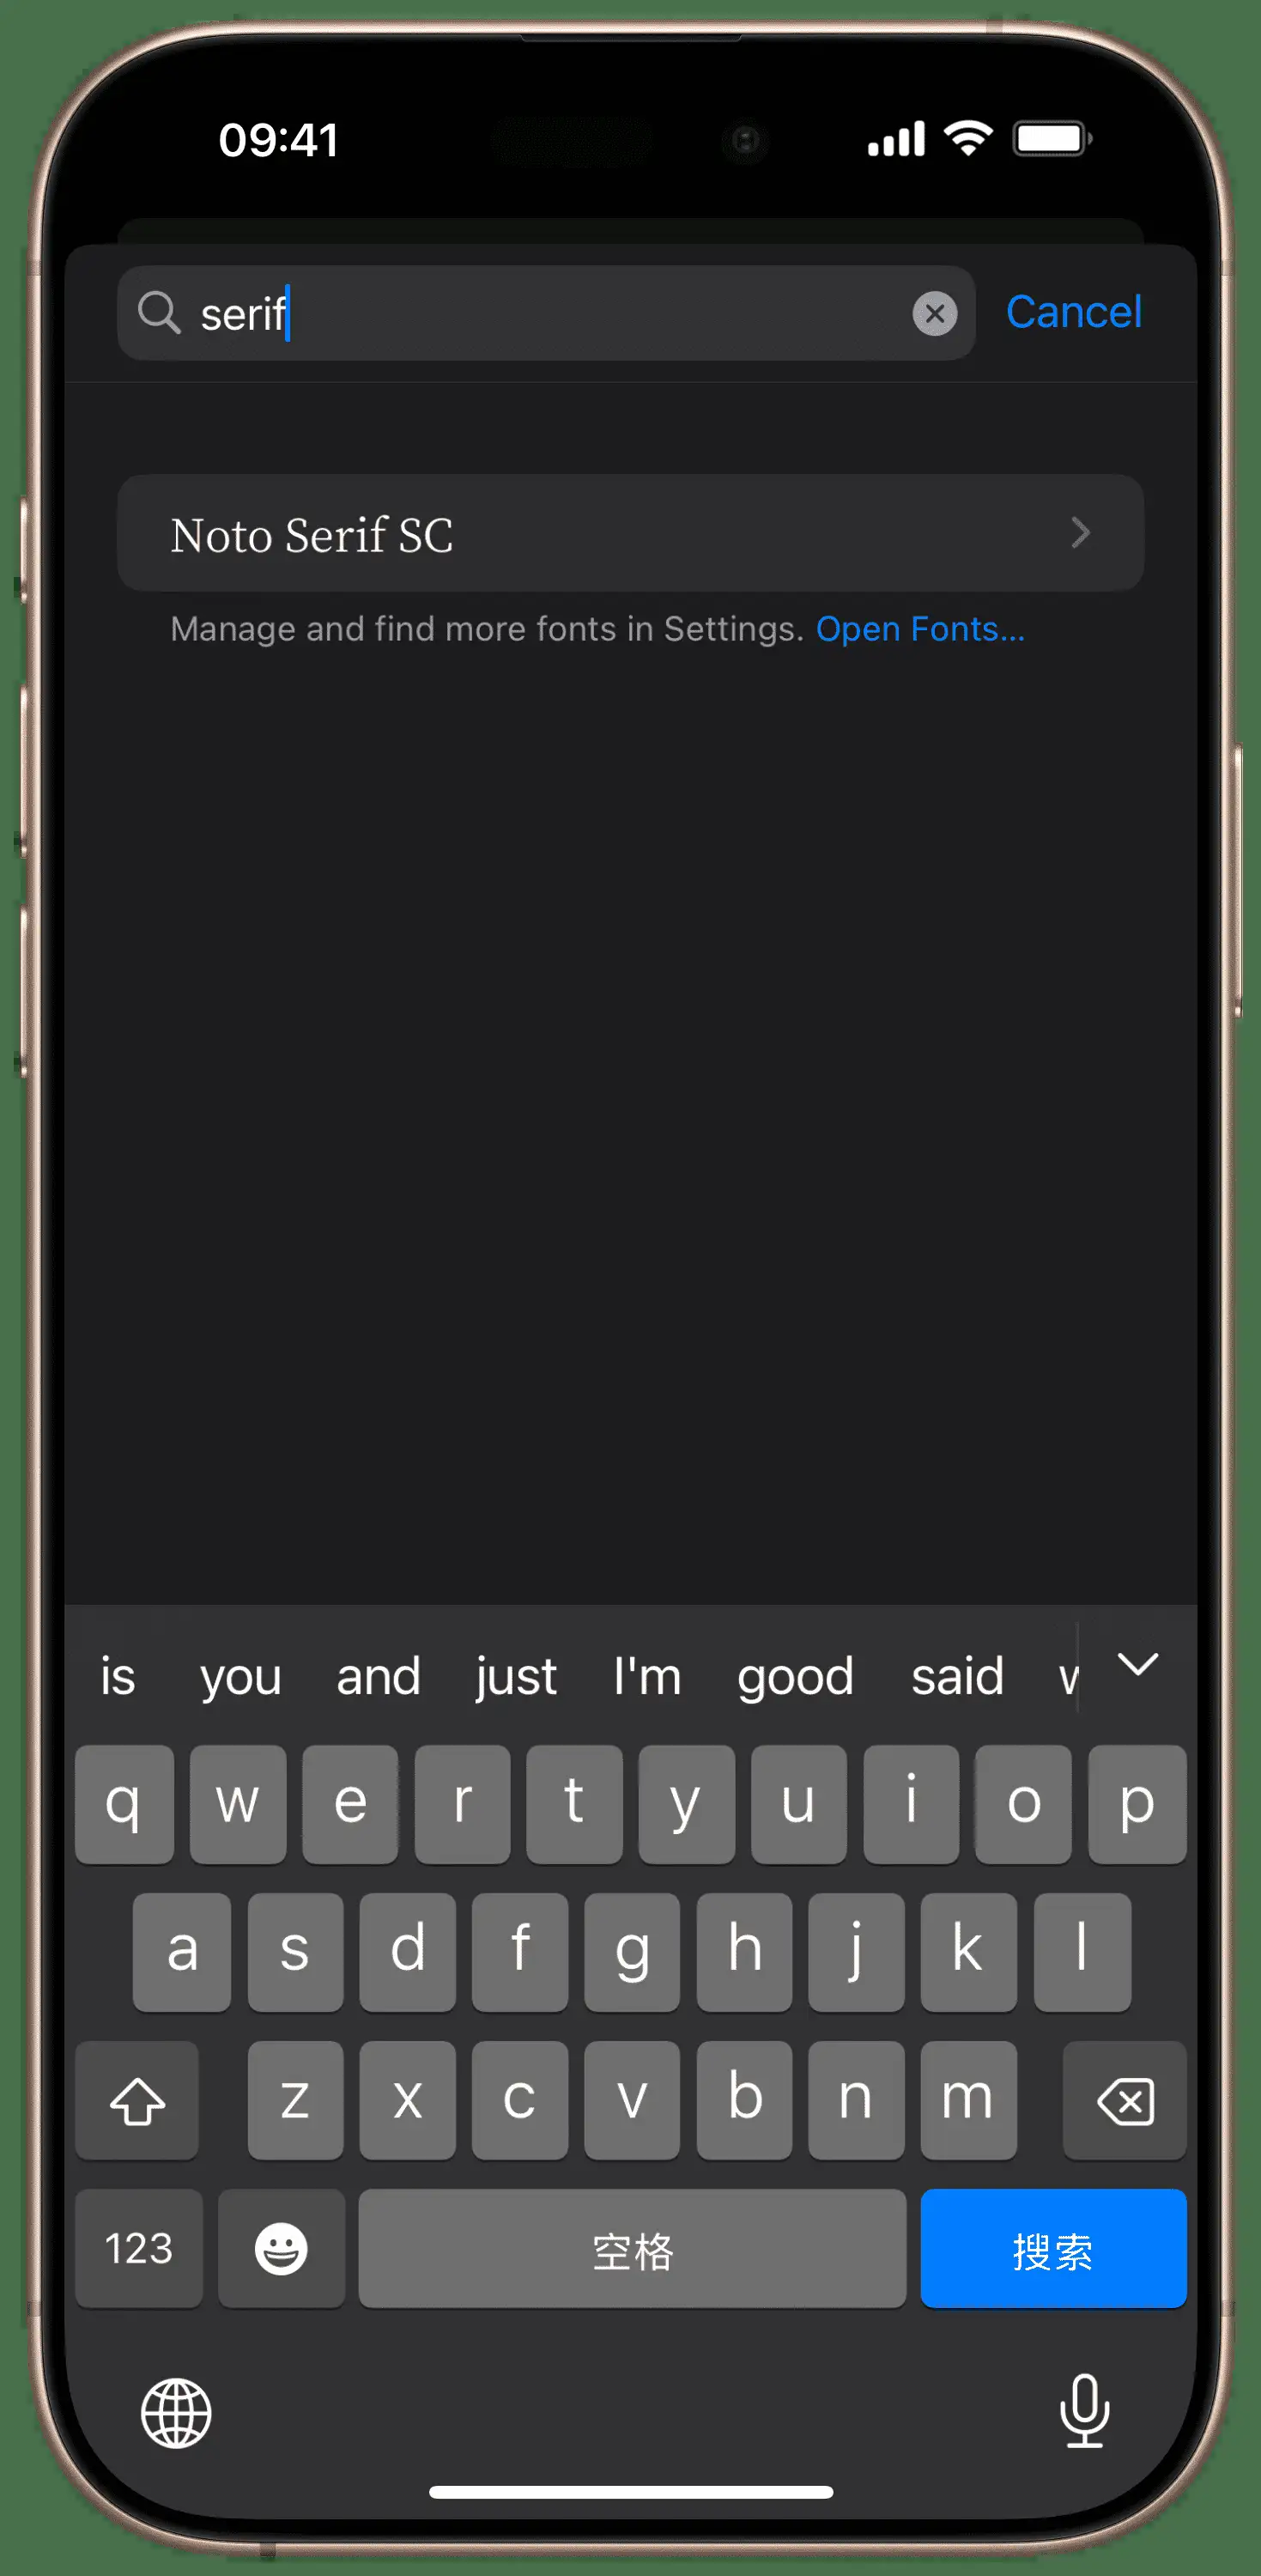 09:41
serif
Cancel
Noto Serif SC
Manage and find more fonts in Settings. Open Fonts...
is you and just I'm good said
q w e r t y u i o p
a s d f g h j k l
z x c v b n m
123 空格 搜索